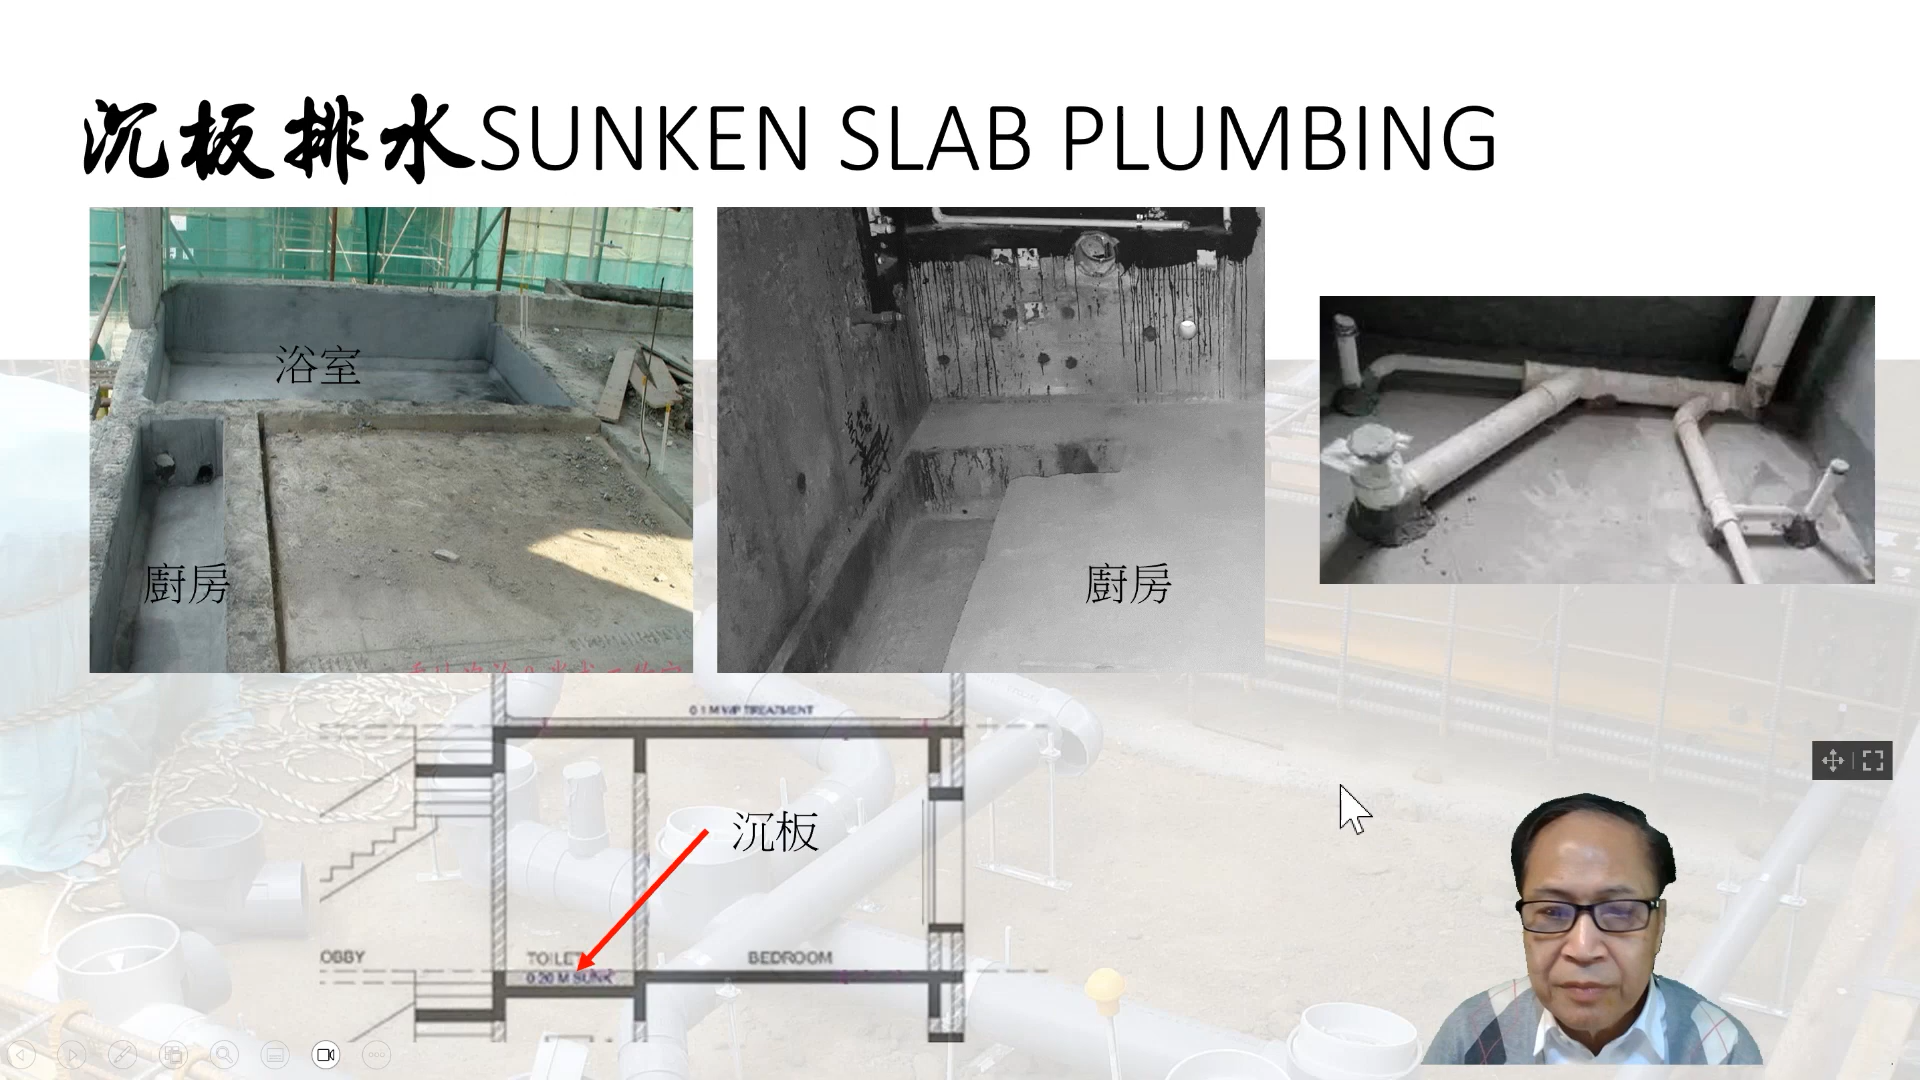 沉板排水SUNKEN SLAB PLUMBING
浴室
廚房
廚房
0.1 M W/P TREATMENT
沉板
OBBY
TOILET
BEDROOM
0.20 M SUNK